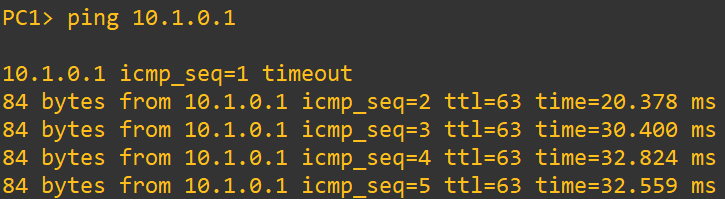 PC1> ping 10.1.0.1
10.1.0.1 icmp_seq=1 timeout
84 bytes from 10.1.0.1 icmp_seq=2 ttl=63 time=20.378 ms
84 bytes from 10.1.0.1 icmp_seq=3 ttl=63 time=30.400 ms
84 bytes from 10.1.0.1 icmp_seq=4 ttl=63 time=32.824 ms
84 bytes from 10.1.0.1 icmp_seq=5 ttl=63 time=32.559 ms